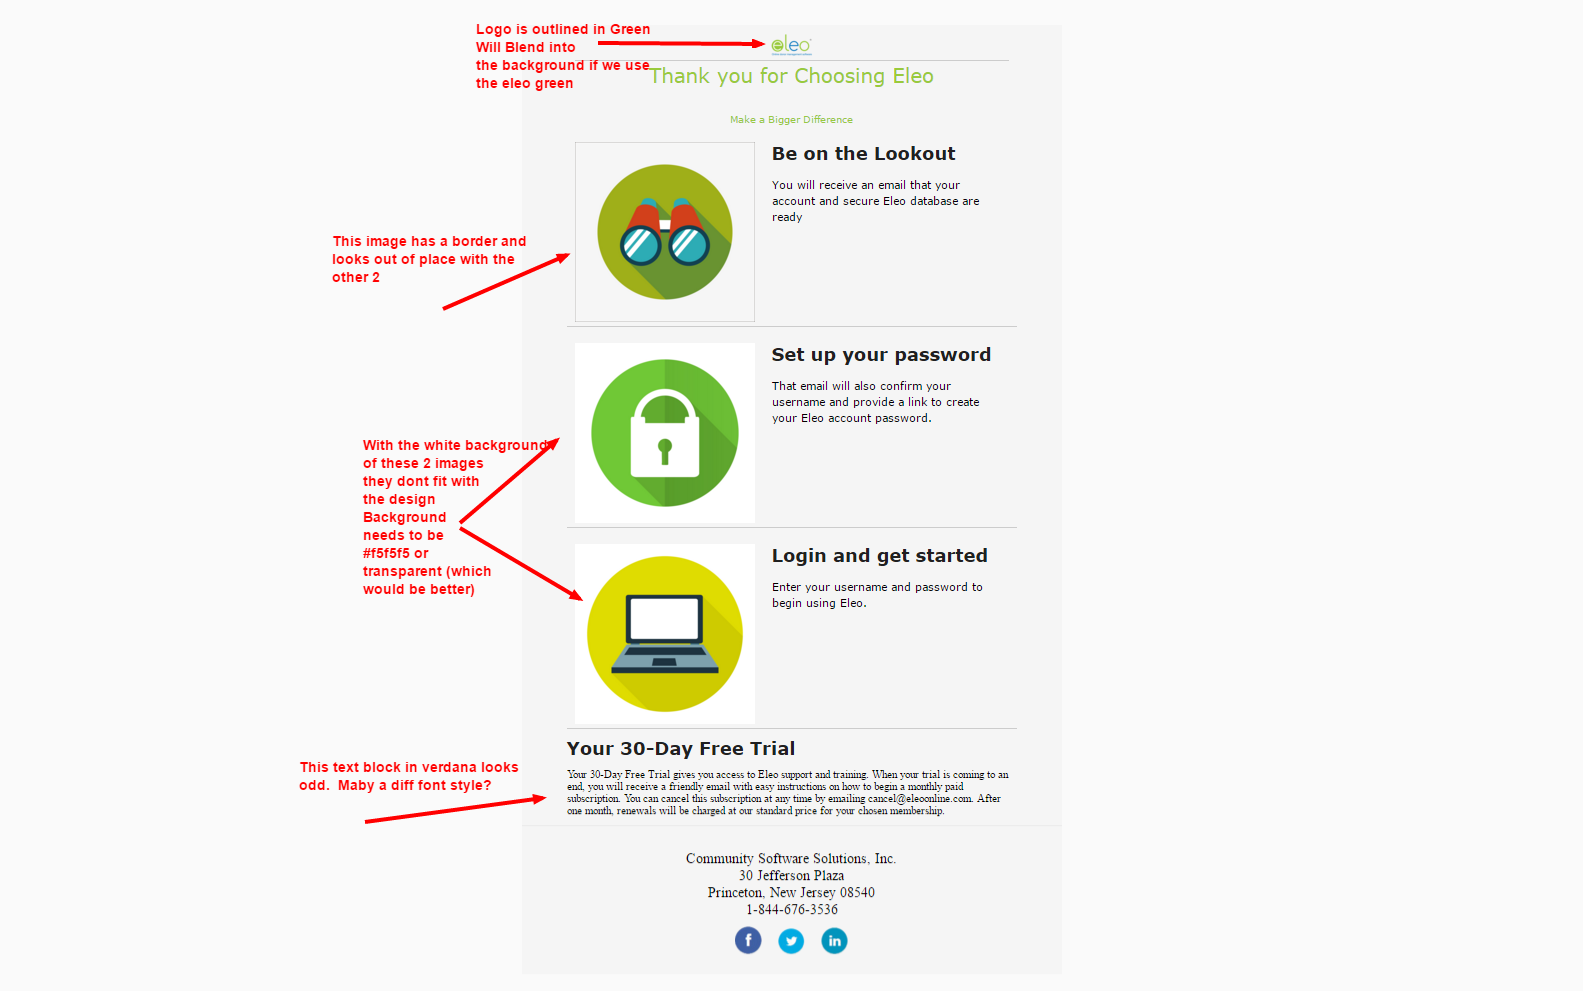 Logo is outlined in Green
Will Blend into
the background if we use
the eleo green
eleo
Thank you for Choosing Eleo
Make a Bigger Difference
Be on the Lookout
You will receive an email that your
account and secure Eleo database are
ready
This image has a border and
looks out of place with the
other 2
Set up your password
That email will also confirm your
username and provide a link to create
your Eleo account password.
With the white background
of these 2 images
they dont fit with
the design
Background
needs to be
#f5f5f5 or
transparent (which
would be better)
Login and get started
Enter your username and password to
begin using Eleo.
Your 30-Day Free Trial
This text block in verdana looks
odd.  Maby a diff font style?
Your 30-Day Free Trial gives you access to Eleo support and training. When your trial is coming to an
end, you will receive a friendly email with easy instructions on how to begin a monthly paid
subscription. You can cancel this subscription at any time by emailing cancel@eleoonline.com. After
one month, renewals will be charged at our standard price for your chosen membership.
Community Software Solutions, Inc.
30 Jefferson Plaza
Princeton, New Jersey 08540
1-844-676-3536
f
in